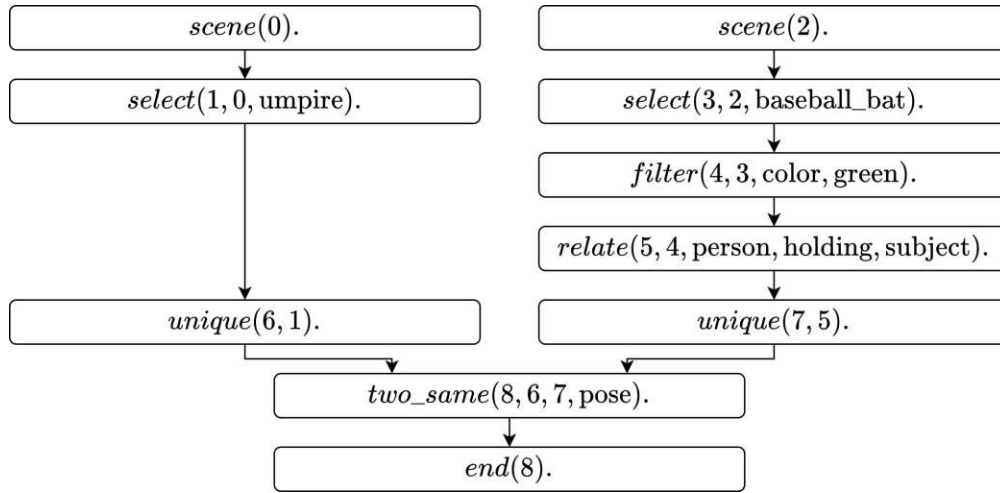 scene(0).
scene(2).
select(1, 0, umpire).
select(3, 2, baseball_bat).
filter(4, 3, color, green).
relate(5, 4, person, holding, subject).
unique(6, 1).
unique(7, 5).
two_same(8, 6, 7, pose).
end(8).